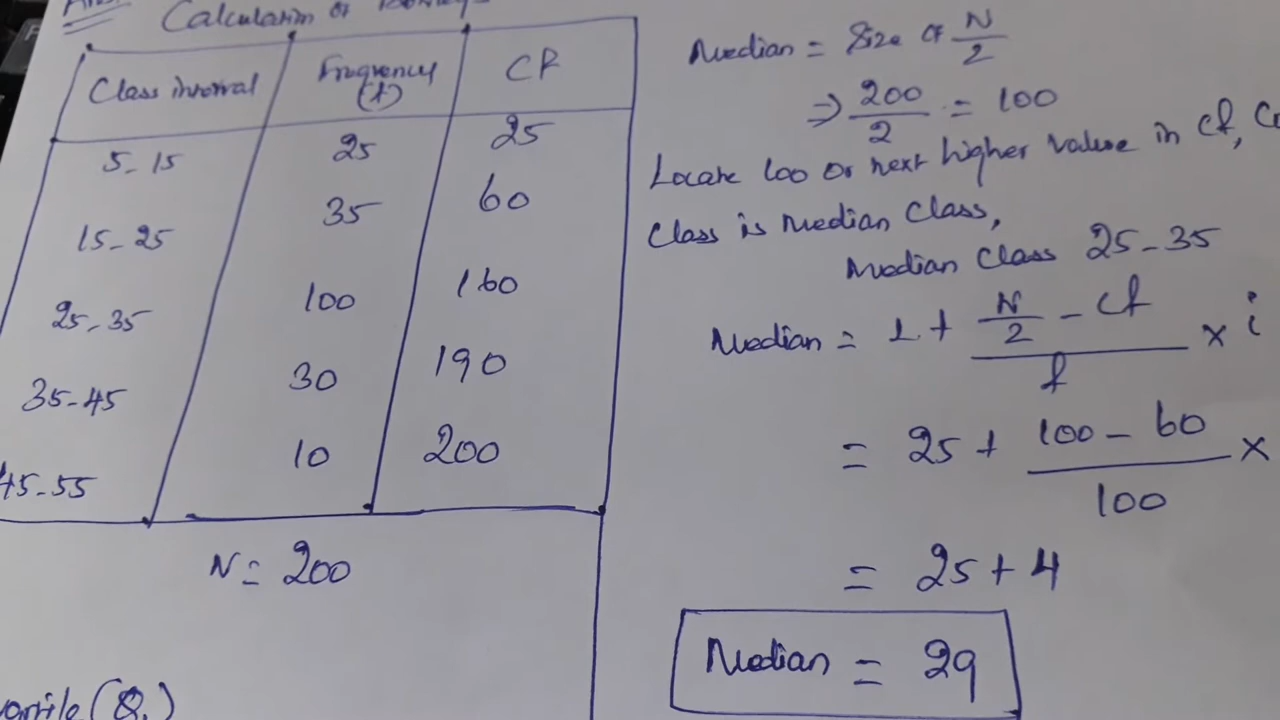 Calculation of
Class interval Frequency (f) CF
5-15 25 25
15-25 35 60
25-35 100 160
35-45 30 190
45-55 10 200
N = 200
(Q
Median = Size of N/2
⇒ 200/2 = 100
Locate 100 or next higher value in cf,
Class is Median Class,
Median Class 25-35
Median = L + (N/2 - cf)/f × i
= 25 + (100 - 60)/100 ×
= 25 + 4
Median = 29